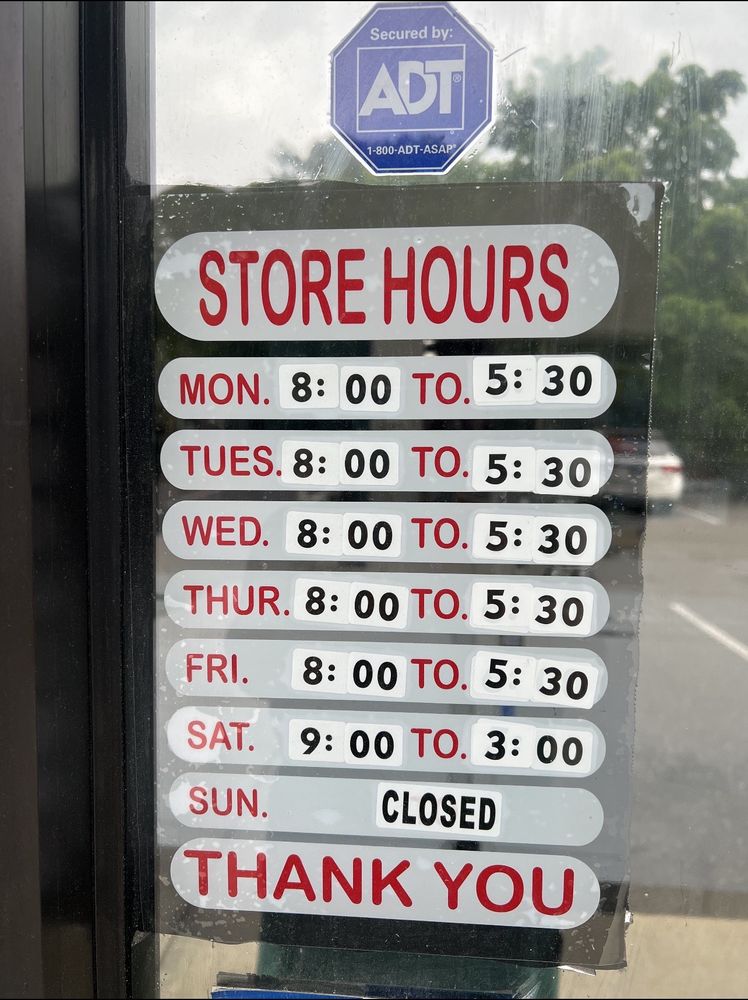 Secured by:
ADT®
1-800-ADT-ASAP®
STORE HOURS
MON. 8:00 TO. 5:30
TUES. 8:00 TO. 5:30
WED. 8:00 TO. 5:30
THUR. 8:00 TO. 5:30
FRI. 8:00 TO. 5:30
SAT. 9:00 TO. 3:00
SUN. CLOSED
THANK YOU